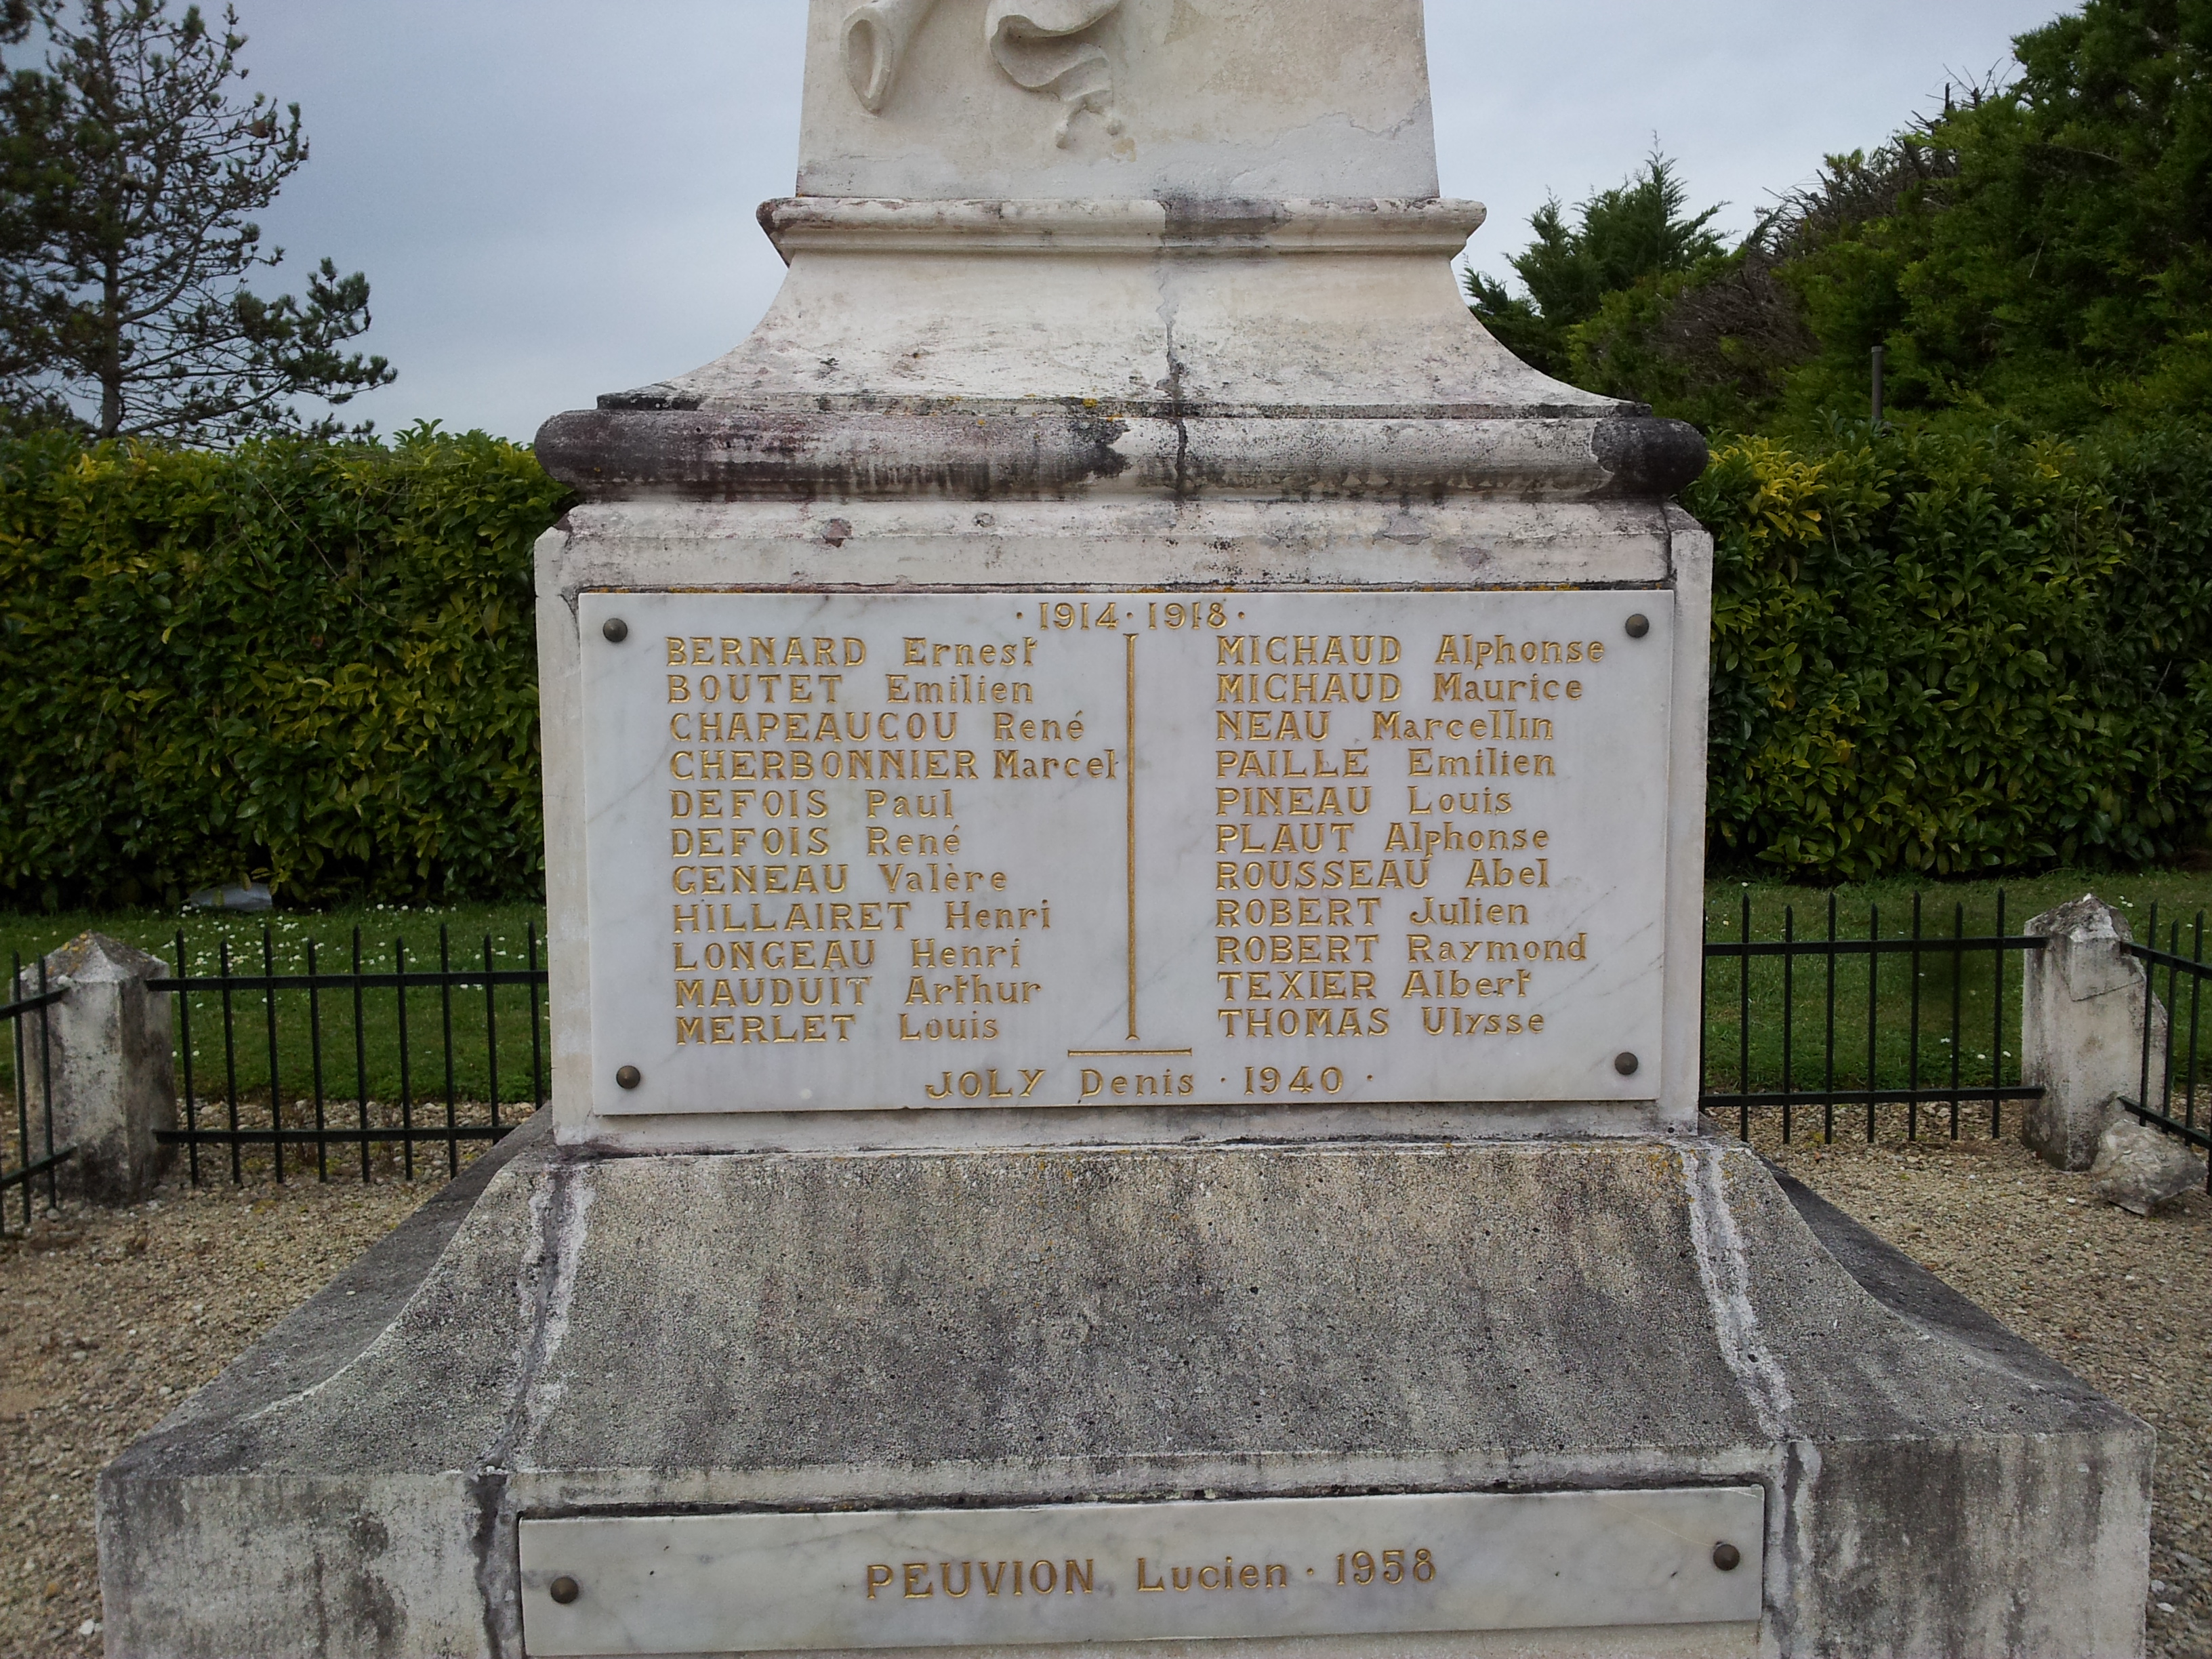 · 1914 · 1918 ·
BERNARD Ernest
BOUTET Emilien
CHAPEAUCOU René
CHERBONNIER Marcel
DEFOIS Paul
DEFOIS René
GENEAU Valère
HILLAIRET Henri
LONGEAU Henri
MAUDUIT Arthur
MERLET Louis
MICHAUD Alphonse
MICHAUD Maurice
NEAU Marcellin
PAILLÉ Emilien
PINEAU Louis
PLAUT Alphonse
ROUSSEAU Abel
ROBERT Julien
ROBERT Raymond
TEXIER Albert
THOMAS Ulysse
JOLY Denis · 1940 ·
PEUVION Lucien · 1958